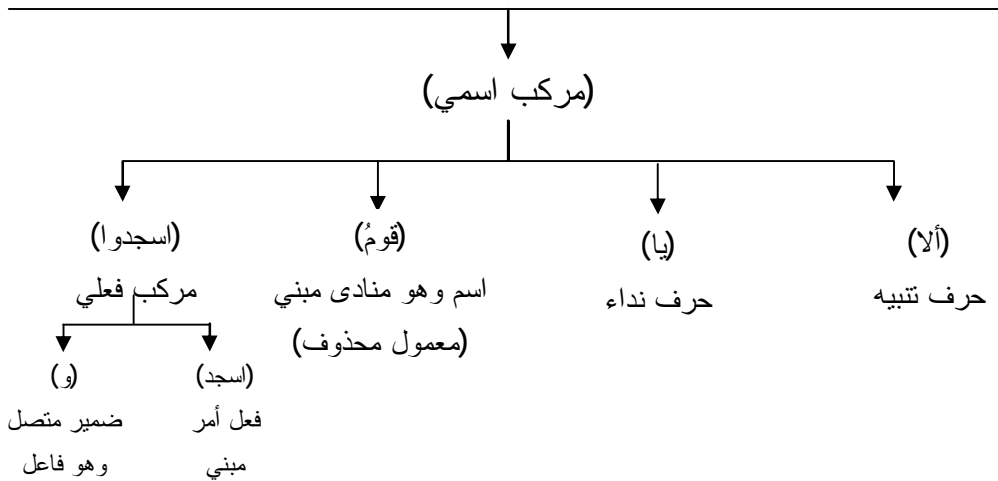 (مركب اسمي)
(ألا) (يا) (قومُ) (اسجدوا)
حرف تنبيه حرف نداء اسم وهو منادى مبني مركب فعلي
(معمول محذوف)
(اسجد) (و)
فعل أمر ضمير متصل
مبني وهو فاعل